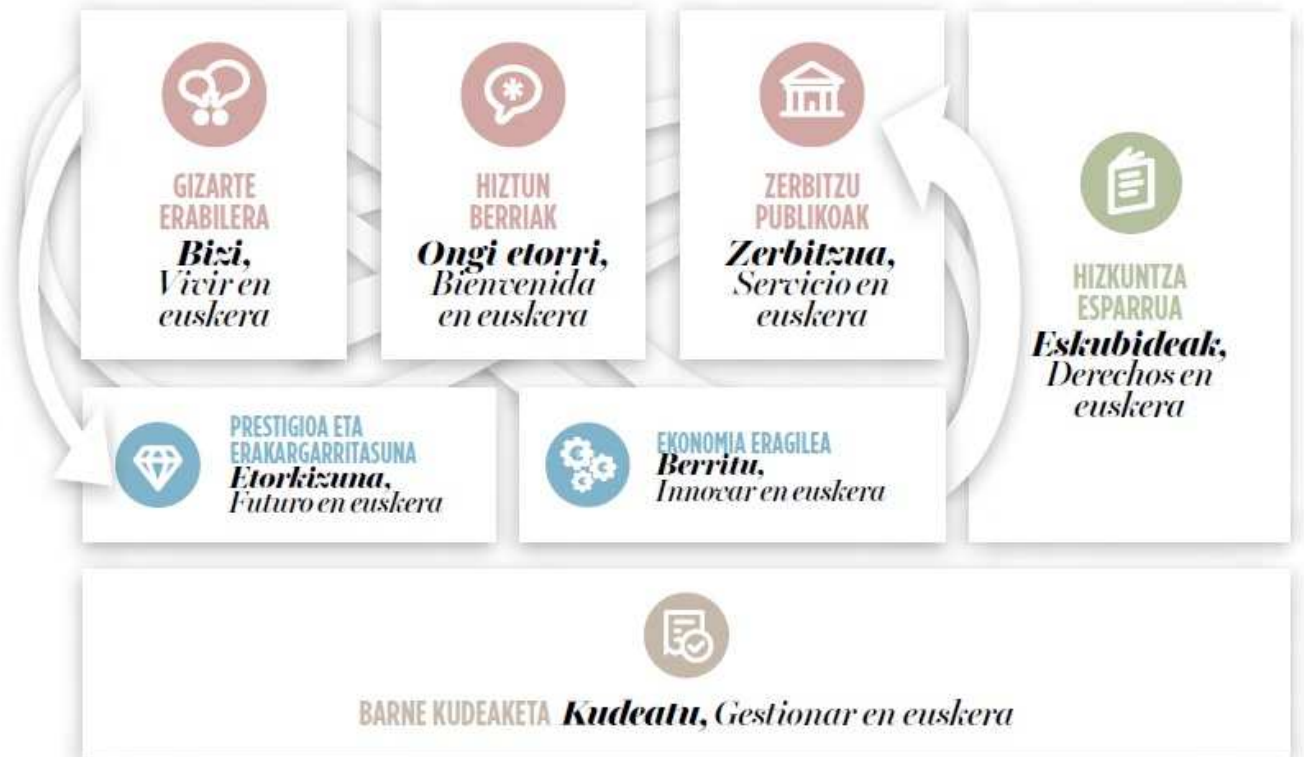 GIZARTE
ERABILERA
Bizi,
Vivir en
euskera
HIZTUN
BERRIAK
Ongi etorri,
Bienvenida
en euskera
ZERBITZU
PUBLIKOAK
Zerbitzua,
Servicio en
euskera
HIZKUNTZA
ESPARRUA
Eskubideak,
Derechos en
euskera
PRESTIGIOA ETA
ERAKARGARRITASUNA
Etorkizuna,
Futuro en euskera
EKONOMIA ERAGILEA
Berritu,
Innovar en euskera
BARNE KUDEAKETA Kudeatu, Gestionar en euskera